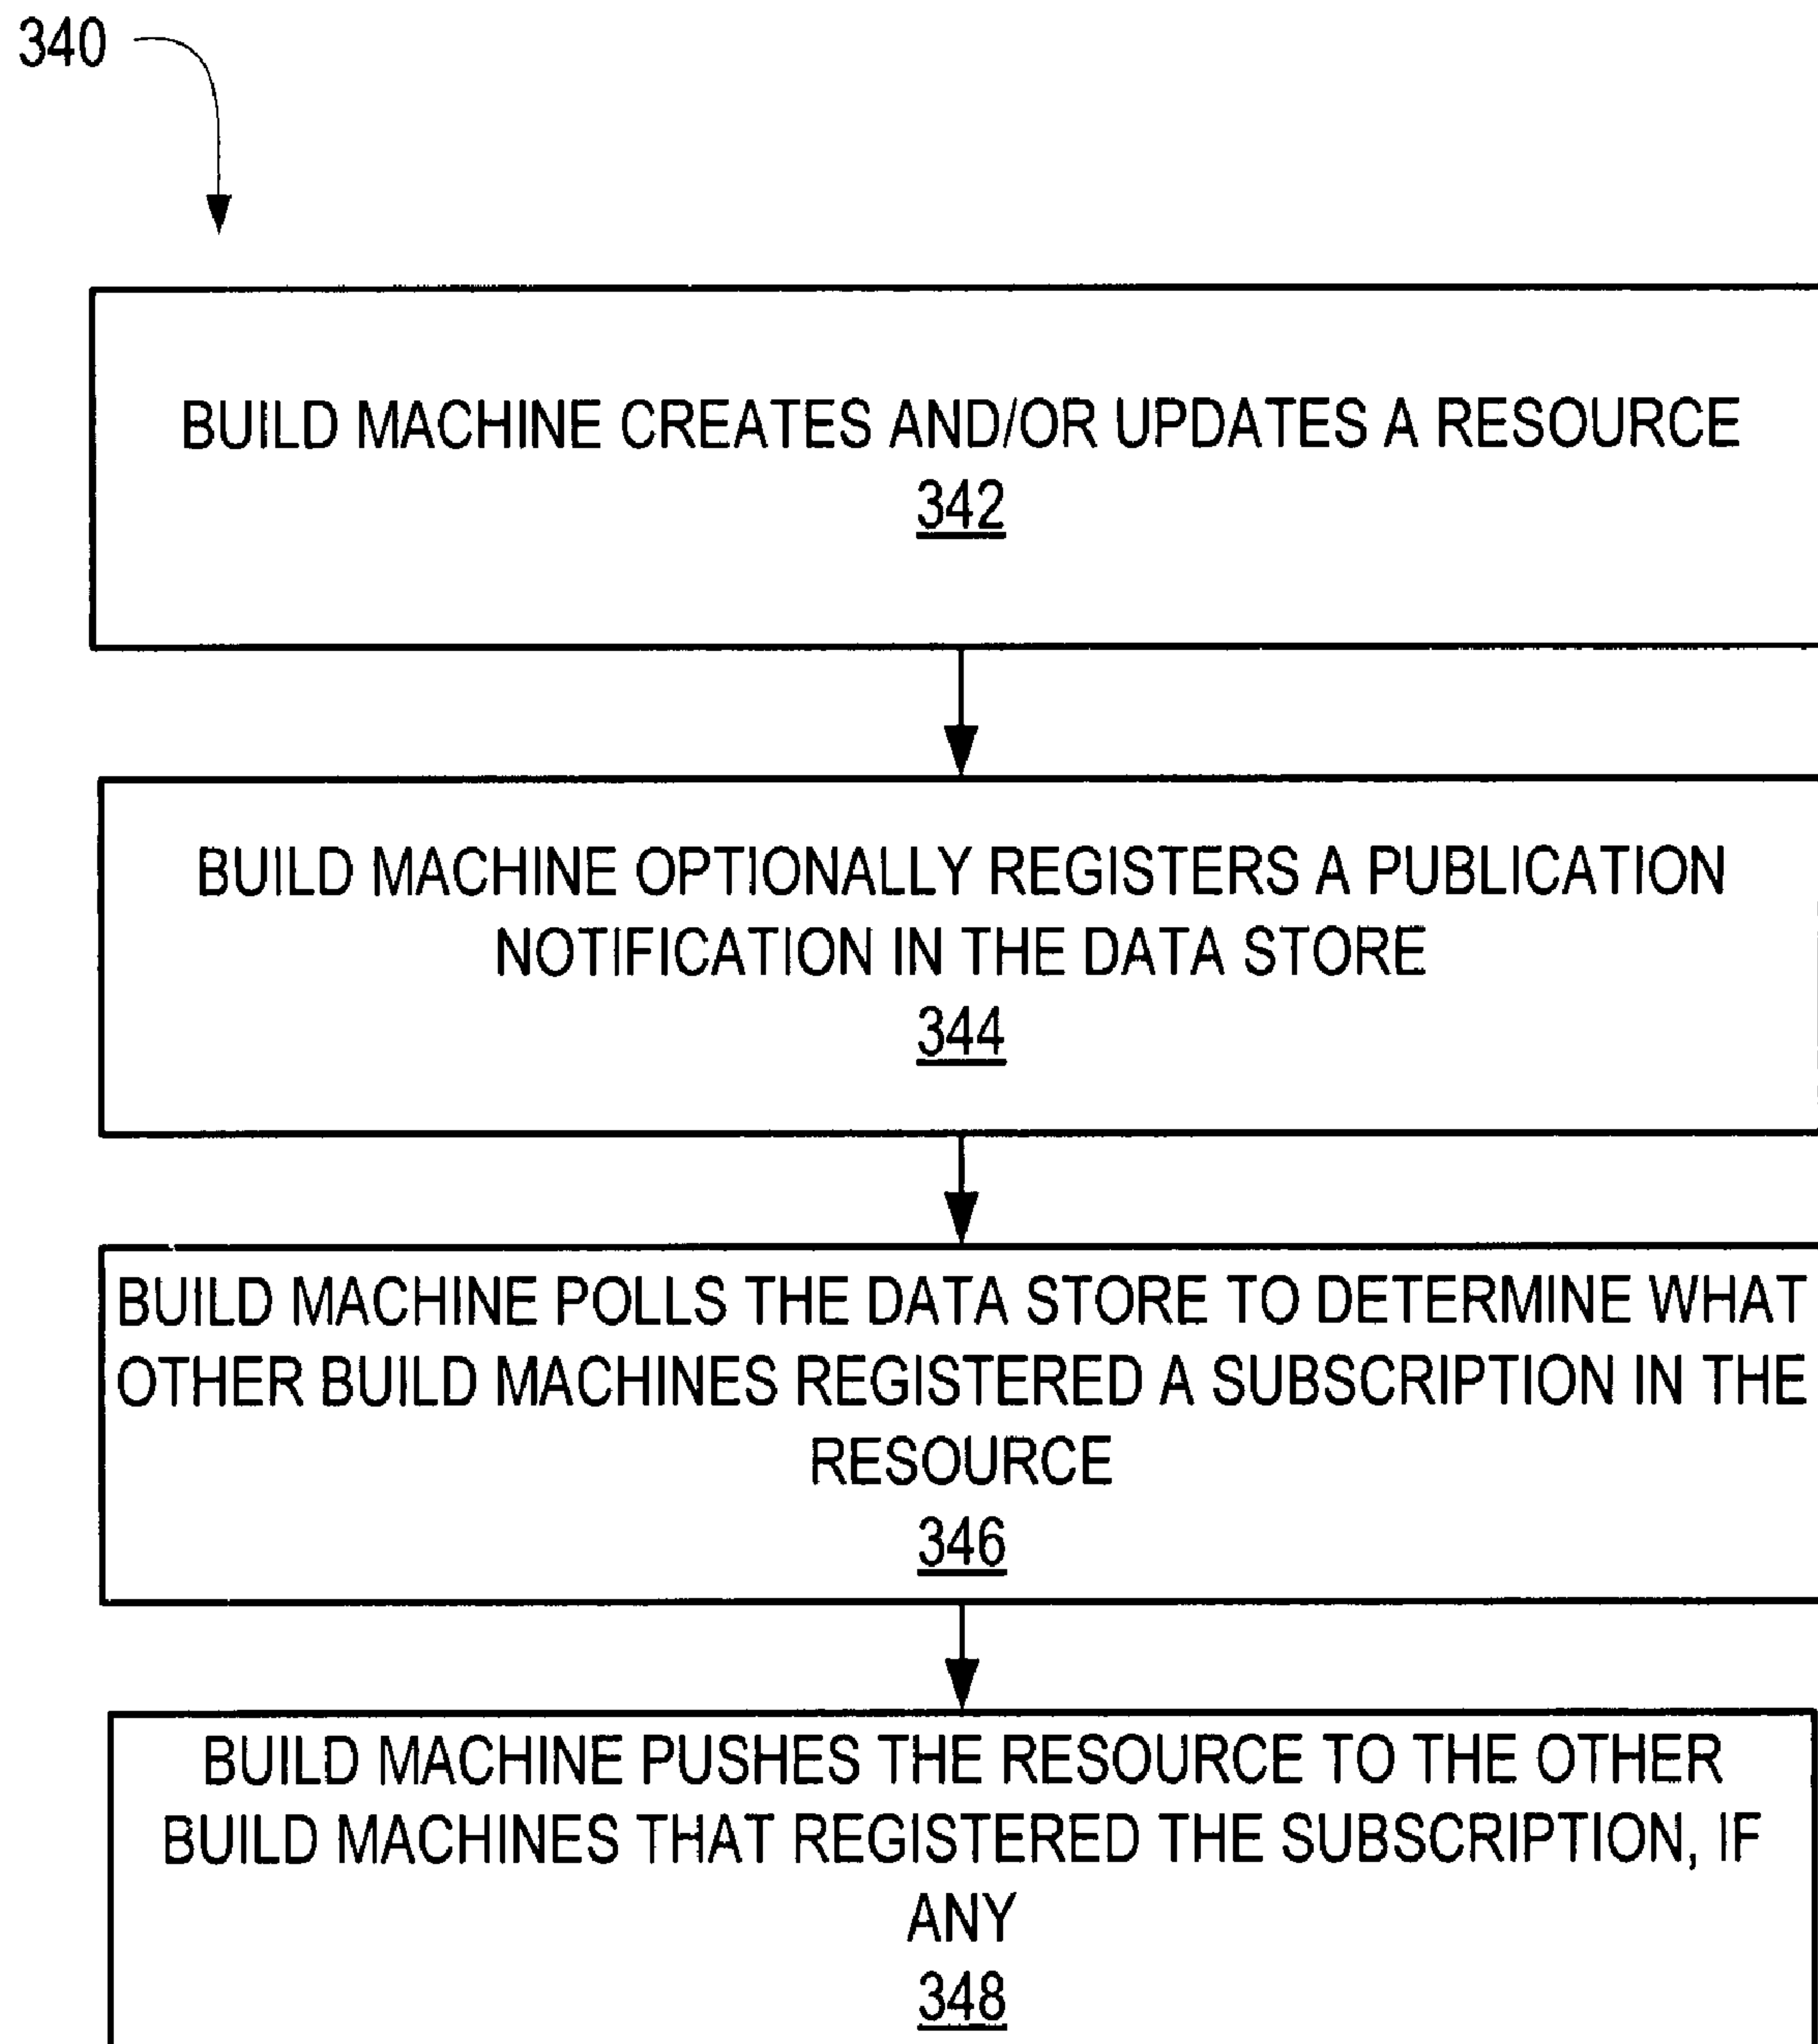 340
BUILD MACHINE CREATES AND/OR UPDATES A RESOURCE
342
BUILD MACHINE OPTIONALLY REGISTERS A PUBLICATION
NOTIFICATION IN THE DATA STORE
344
BUILD MACHINE POLLS THE DATA STORE TO DETERMINE WHAT
OTHER BUILD MACHINES REGISTERED A SUBSCRIPTION IN THE
RESOURCE
346
BUILD MACHINE PUSHES THE RESOURCE TO THE OTHER
BUILD MACHINES THAT REGISTERED THE SUBSCRIPTION, IF
ANY
348